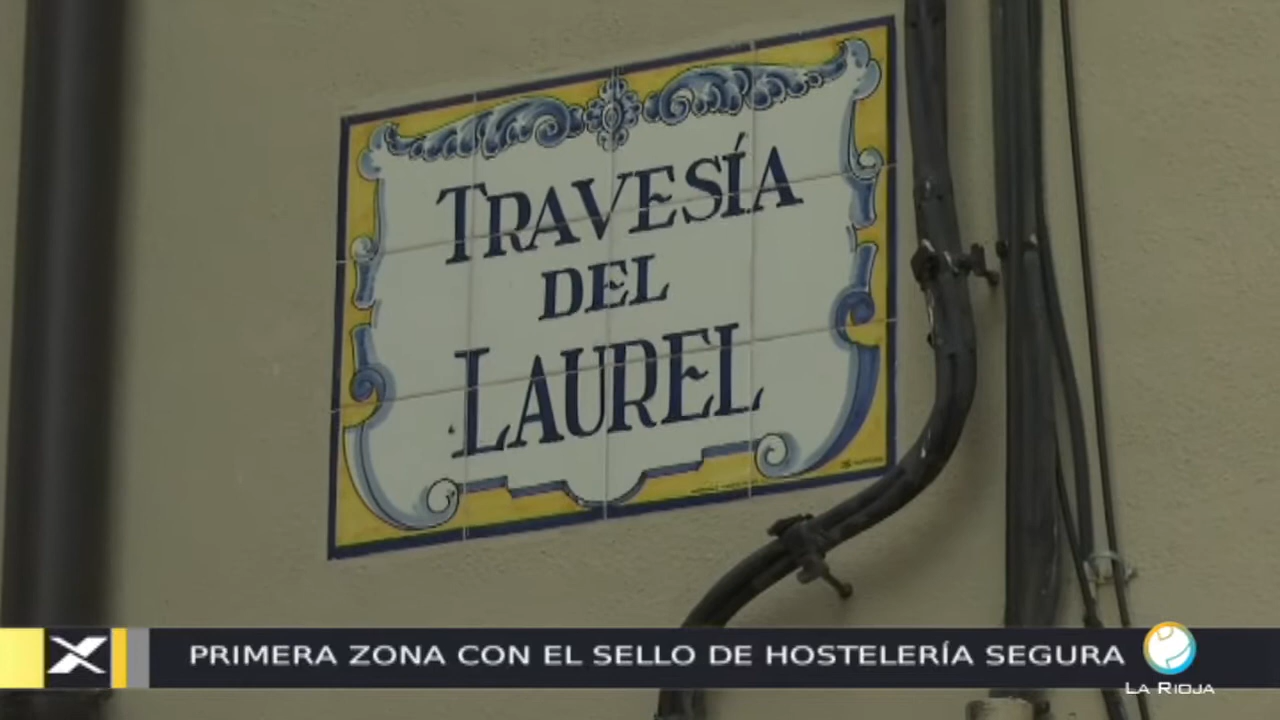 TRAVESÍA
DEL
LAUREL
PRIMERA ZONA CON EL SELLO DE HOSTELERÍA SEGURA
LA RIOJA